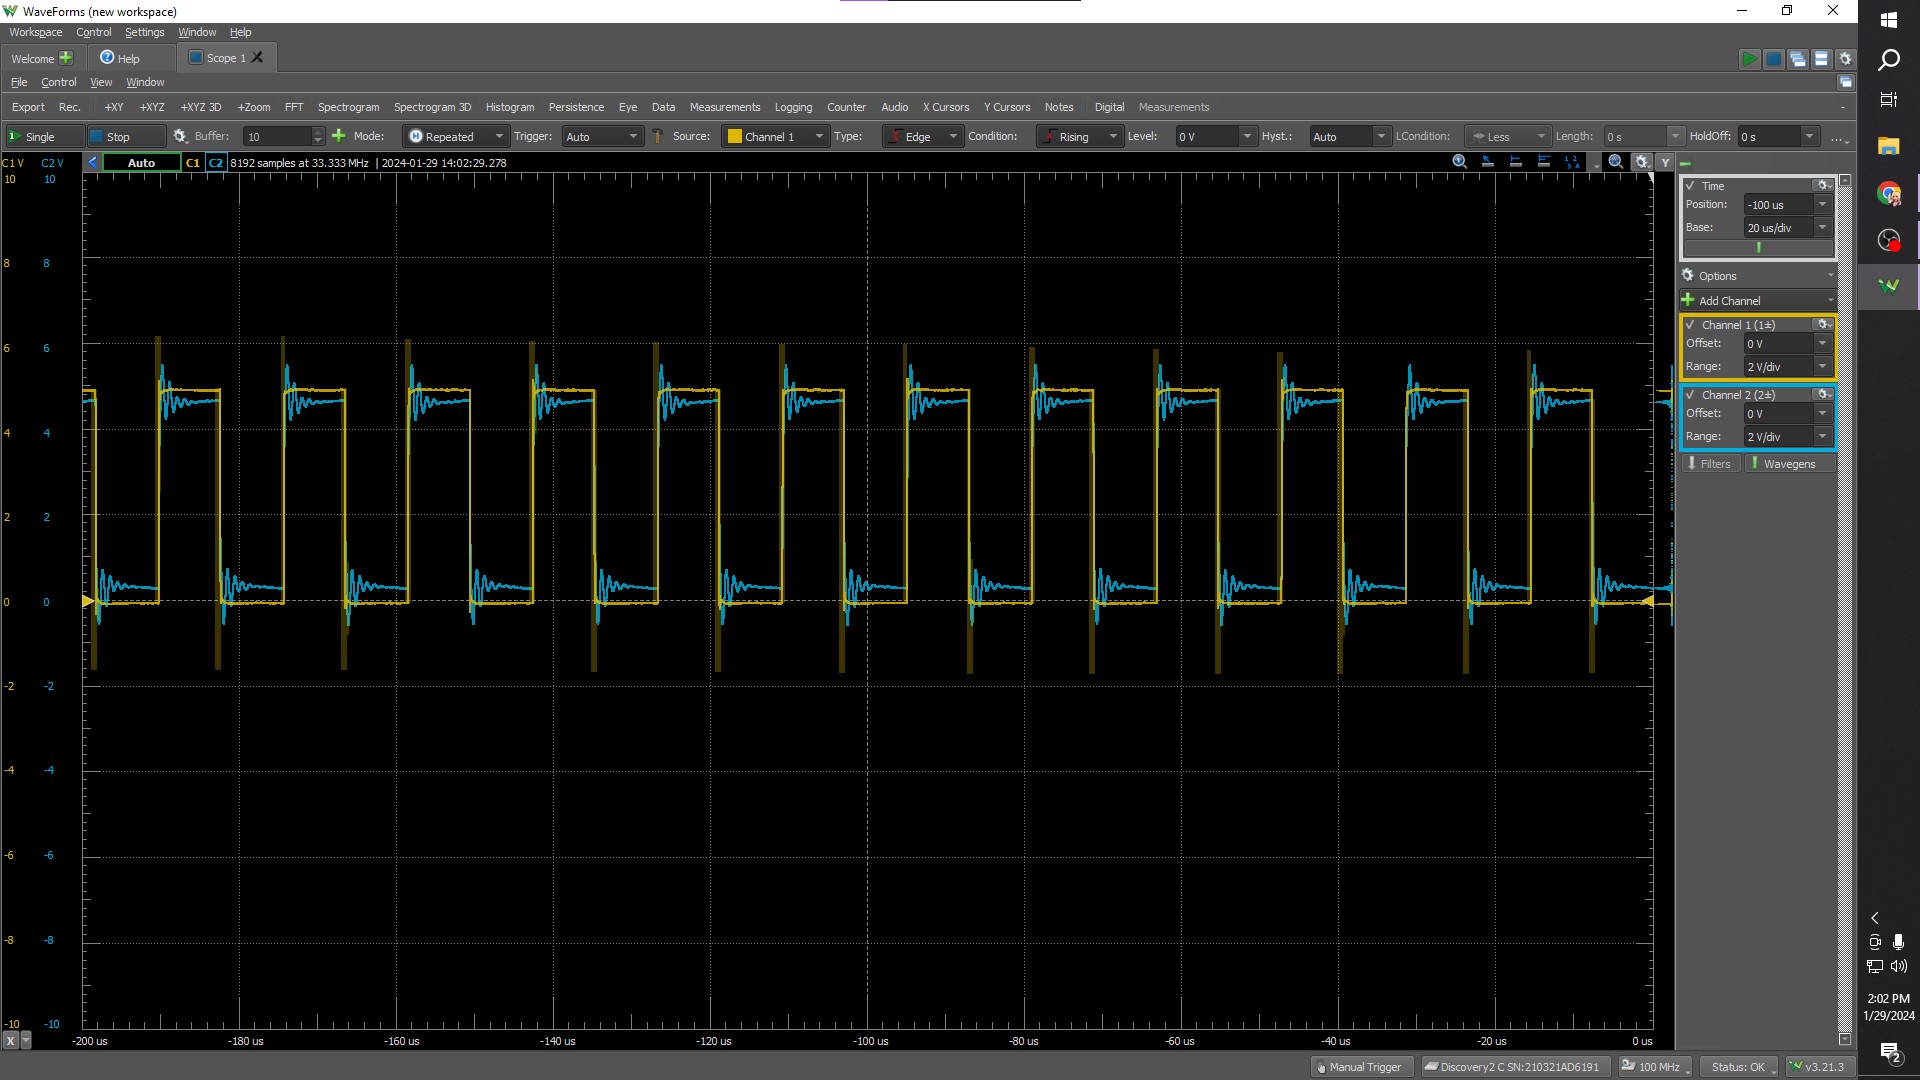 WaveForms (new workspace)
Workspace Control Settings Window Help
Welcome Help Scope 1
File Control View Window
Export Rec. +XY +XYZ +XYZ 3D +Zoom FFT Spectrogram Spectrogram 3D Histogram Persistence Eye Data Measurements Logging Counter Audio X Cursors Y Cursors Notes Digital Measurements -
Single Stop Buffer: 10 Mode: Repeated Trigger: Auto Source: Channel 1 Type: Edge Condition: Rising Level: 0 V Hyst.: Auto LCondition: Less Length: 0 s HoldOff: 0 s ...
C1 V C2 V Auto C1 C2 8192 samples at 33.333 MHz | 2024-01-29 14:02:29.278 Y
10 10
8 8
6 6
4 4
2 2
0 0
-2 -2
-4 -4
-6 -6
-8 -8
-10 -10
X -200 us -180 us -160 us -140 us -120 us -100 us -80 us -60 us -40 us -20 us 0 us
Time
Position: -100 us
Base: 20 us/div
Options
Add Channel
Channel 1 (1±)
Offset: 0 V
Range: 2 V/div
Channel 2 (2±)
Offset: 0 V
Range: 2 V/div
Filters Wavegens
Manual Trigger Discovery2 C SN:210321AD6191 100 MHz Status: OK v3.21.3
2:02 PM
1/29/2024
2